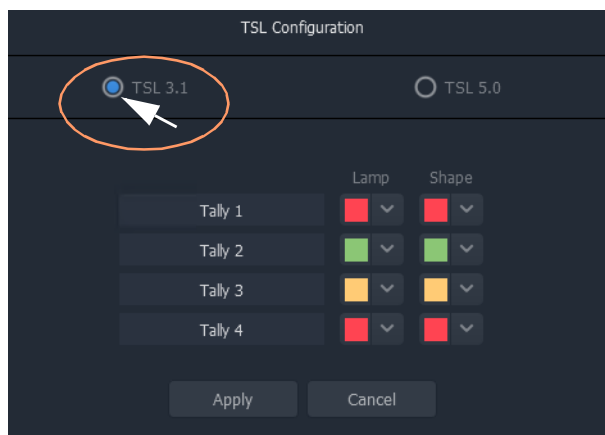 TSL Configuration
TSL 3.1 TSL 5.0
Lamp Shape
Tally 1
Tally 2
Tally 3
Tally 4
Apply Cancel